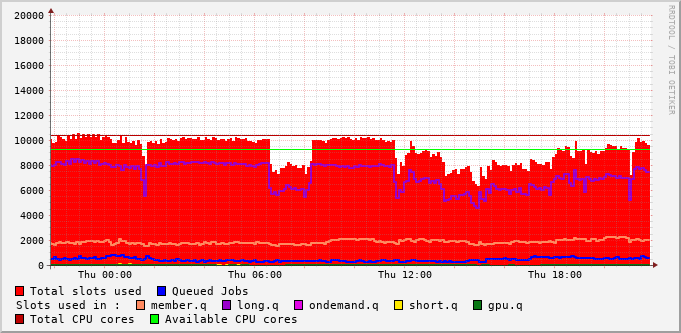 20000
18000
16000
14000
12000
10000
8000
6000
4000
2000
0
Thu 00:00 Thu 06:00 Thu 12:00 Thu 18:00
Total slots used Queued Jobs
Slots used in : member.q long.q ondemand.q short.q gpu.q
Total CPU cores Available CPU cores
RRDTOOL / TOBI OETIKER